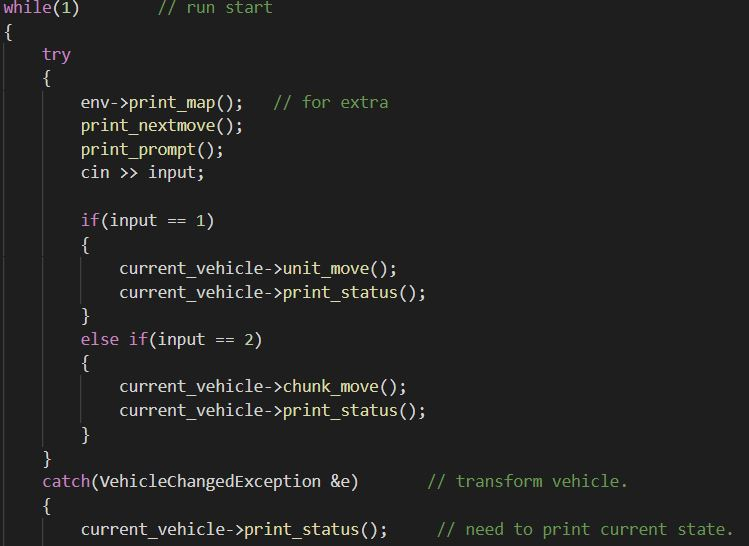 while(1)        // run start
{
    try
    {
        env->print_map();   // for extra
        print_nextmove();
        print_prompt();
        cin >> input;

        if(input == 1)
        {
            current_vehicle->unit_move();
            current_vehicle->print_status();
        }
        else if(input == 2)
        {
            current_vehicle->chunk_move();
            current_vehicle->print_status();
        }
    }
    catch(VehicleChangedException &e)       // transform vehicle.
    {
        current_vehicle->print_status();     // need to print current state.